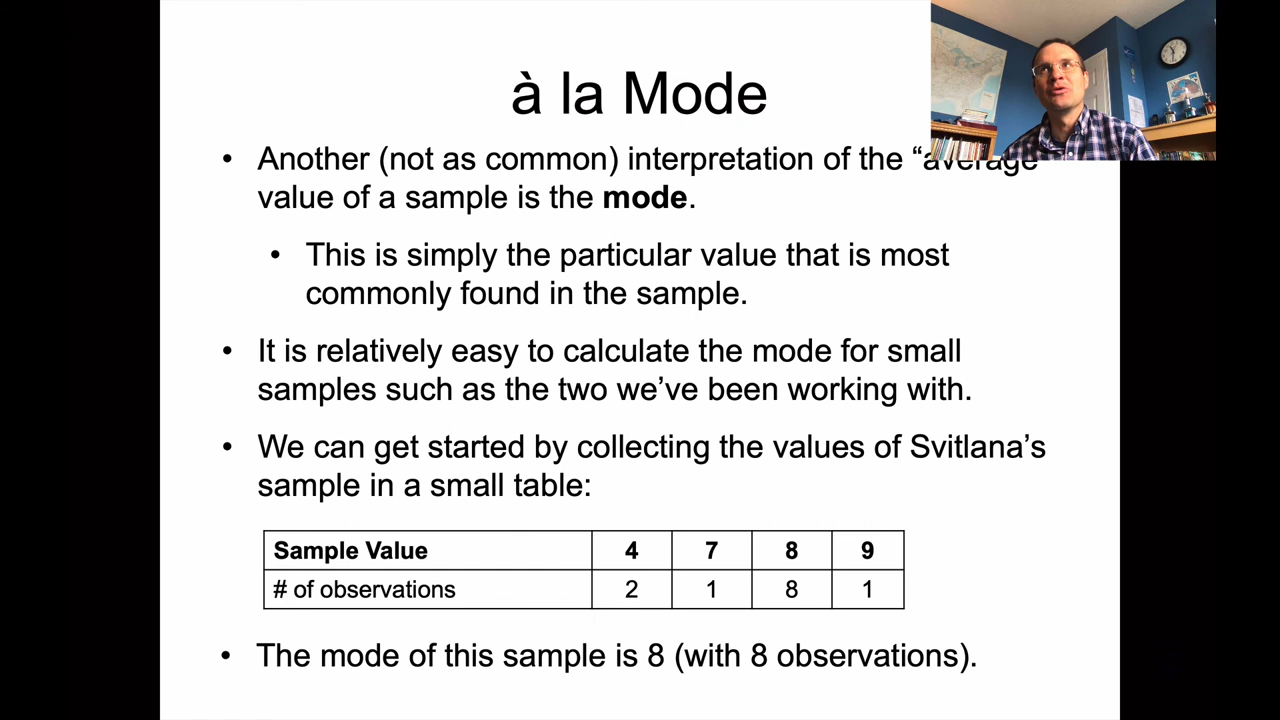 à la Mode
• Another (not as common) interpretation of the “average
value of a sample is the mode.
• This is simply the particular value that is most
commonly found in the sample.
• It is relatively easy to calculate the mode for small
samples such as the two we’ve been working with.
• We can get started by collecting the values of Svitlana’s
sample in a small table:
Sample Value 4 7 8 9
# of observations 2 1 8 1
• The mode of this sample is 8 (with 8 observations).